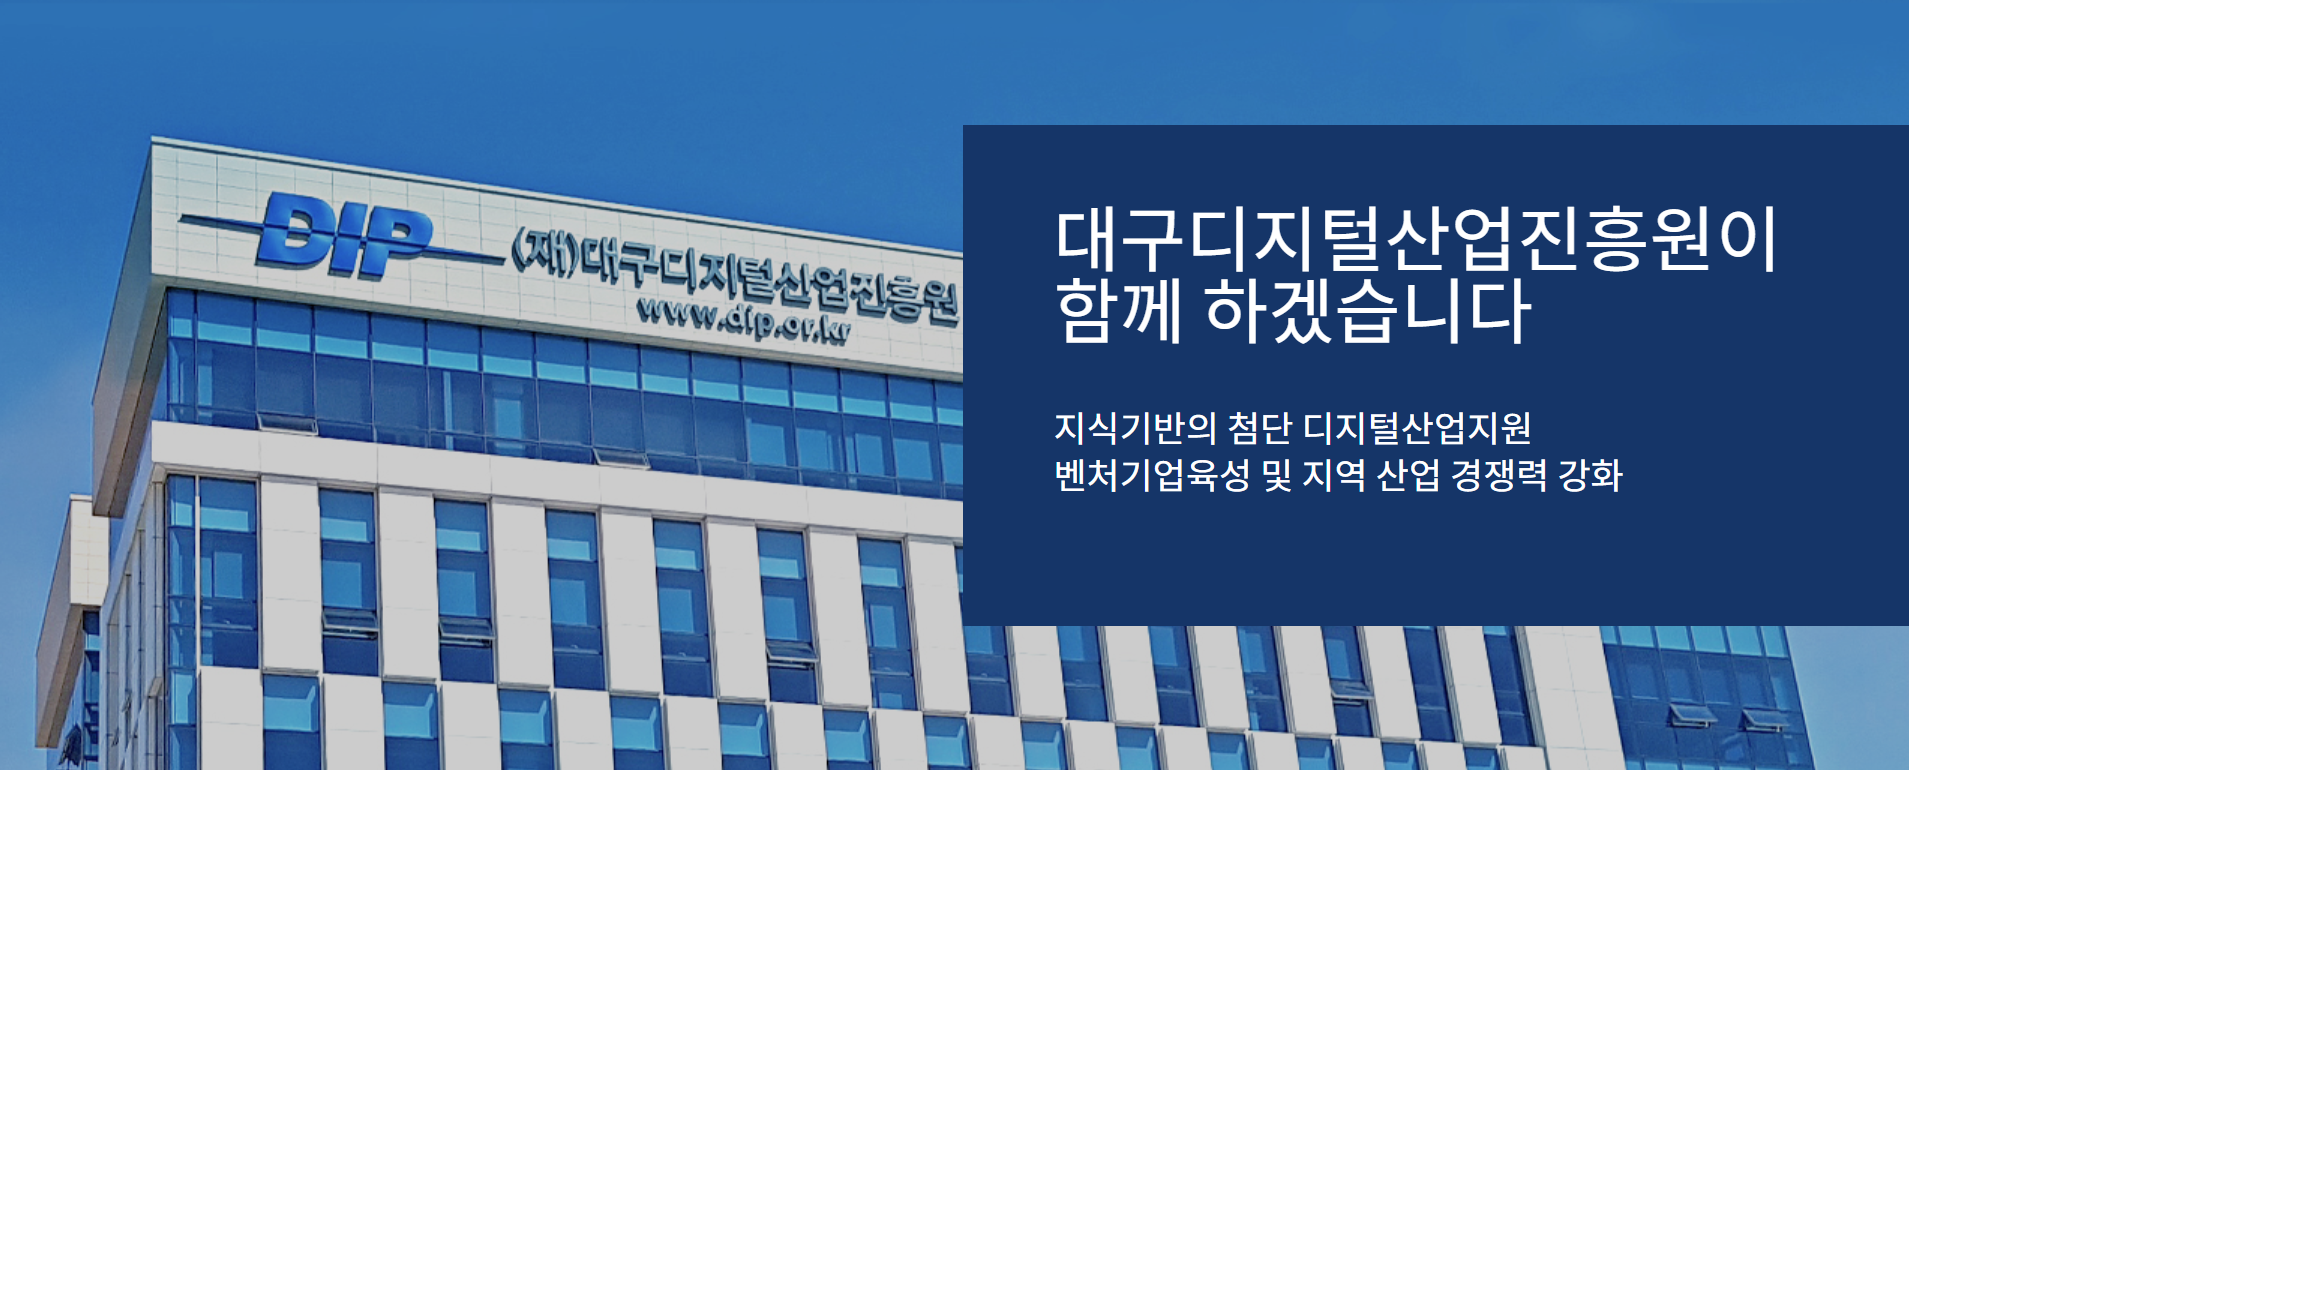 DIP (재)대구디지털산업진흥원
www.dip.or.kr
대구디지털산업진흥원이
함께 하겠습니다
지식기반의 첨단 디지털산업지원
벤처기업육성 및 지역 산업 경쟁력 강화